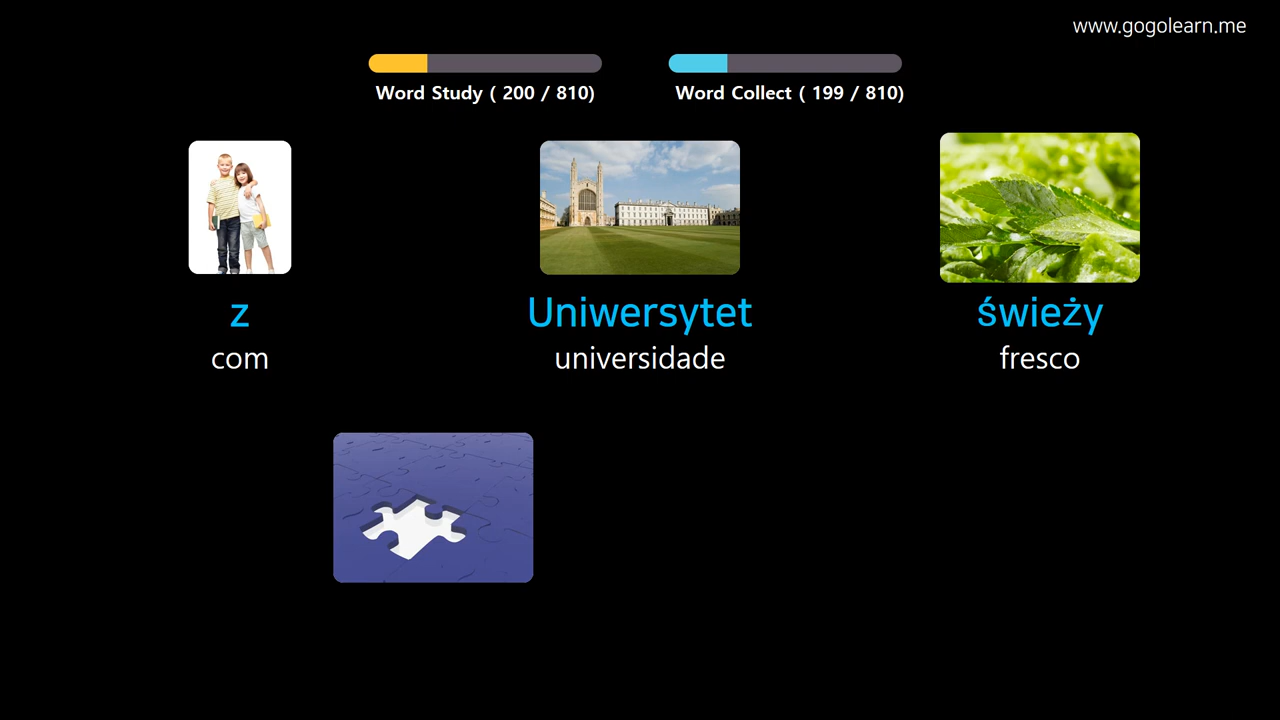 www.gogolearn.me
Word Study ( 200 / 810)
Word Collect ( 199 / 810)
z
com
Uniwersytet
universidade
świeży
fresco